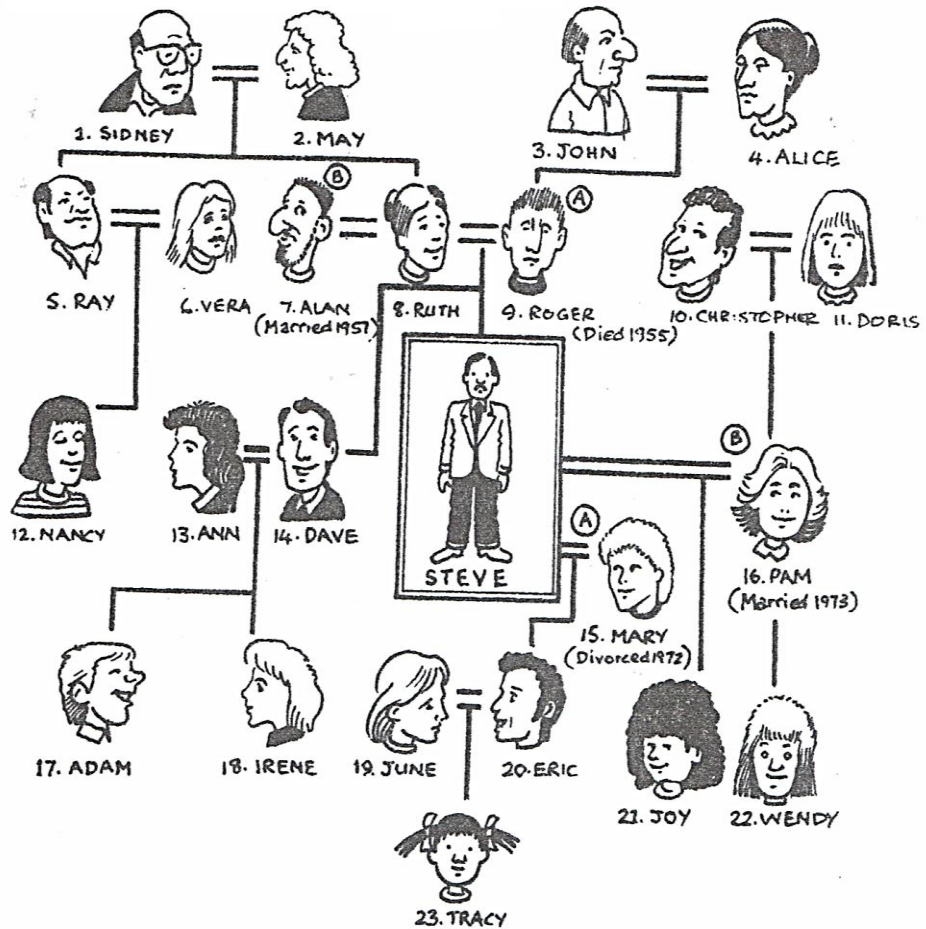 1. SIDNEY
2. MAY
3. JOHN
4. ALICE
B
A
5. RAY
6. VERA
7. ALAN
(Married 1957)
8. RUTH
9. ROGER
(Died 1955)
10. CHRISTOPHER
11. DORIS
B
12. NANCY
13. ANN
14. DAVE
A
STEVE
15. MARY
(Divorced 1972)
16. PAM
(Married 1973)
17. ADAM
18. IRENE
19. JUNE
20. ERIC
21. JOY
22. WENDY
23. TRACY